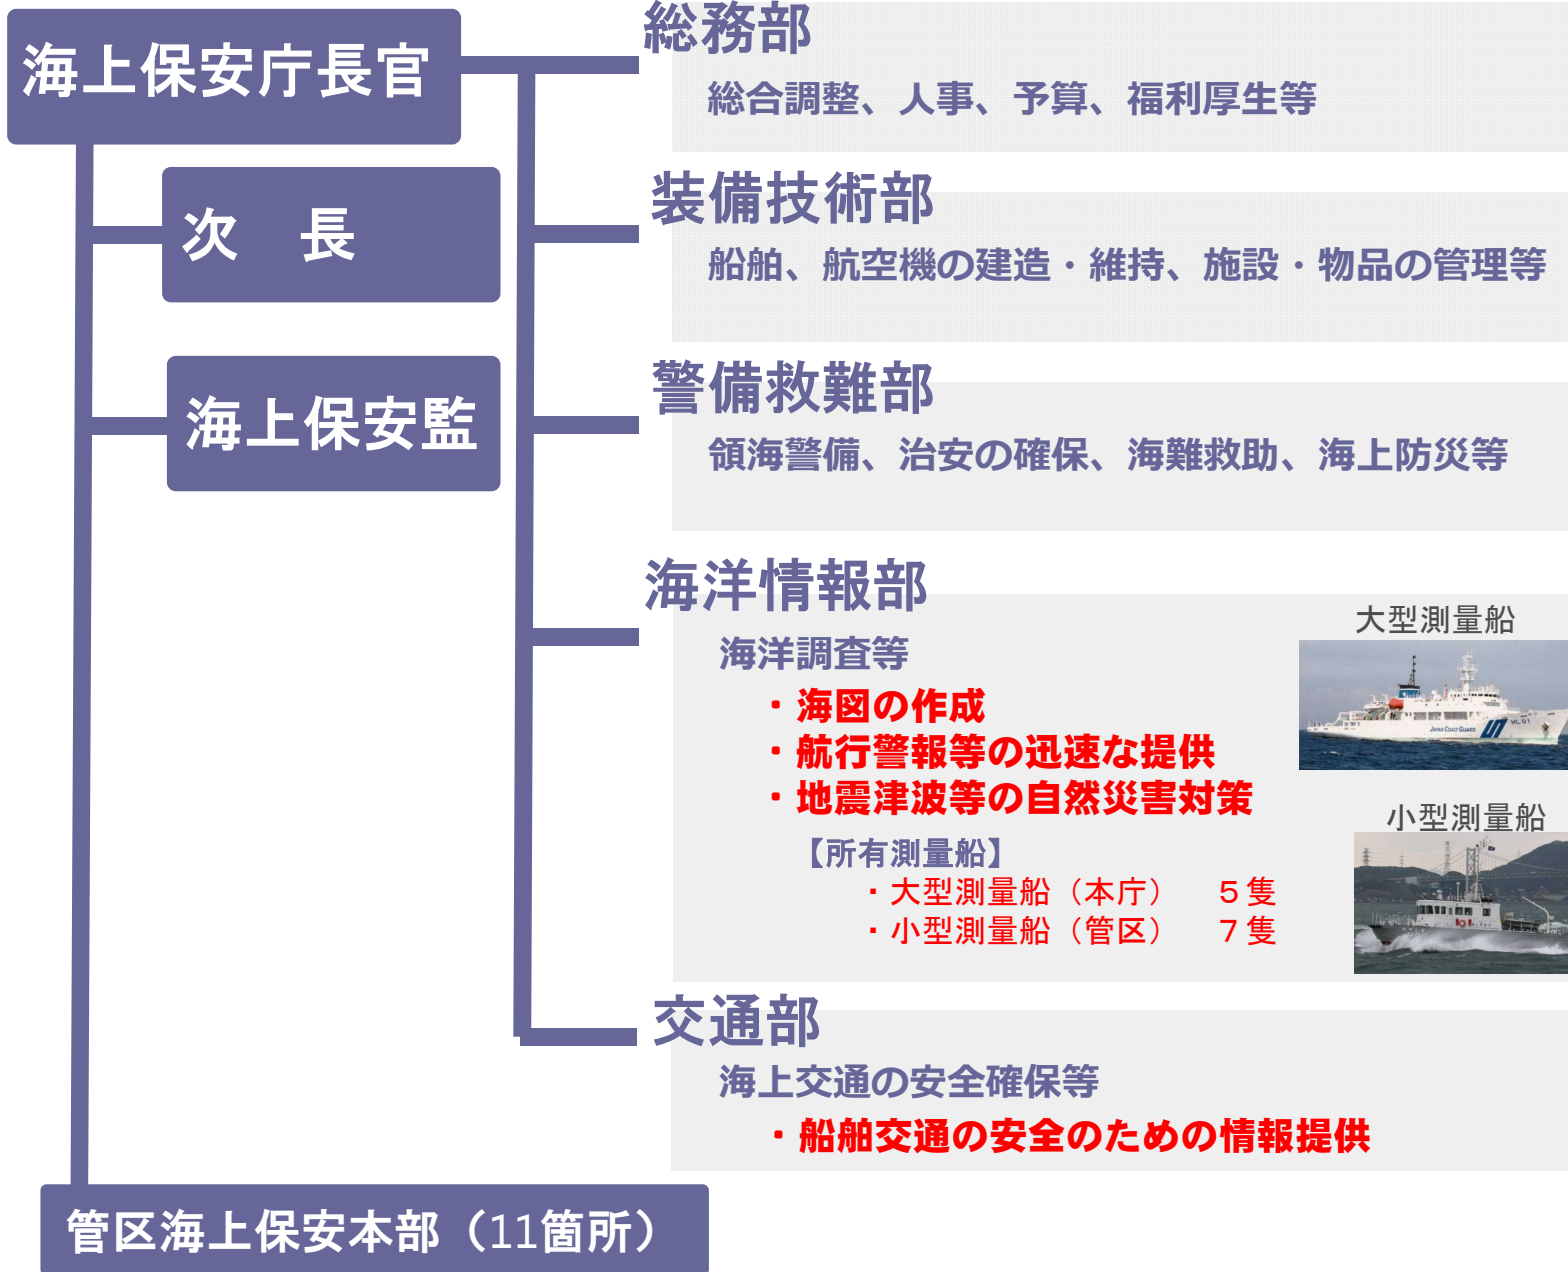 海上保安庁長官
次　長
海上保安監
総務部
総合調整、人事、予算、福利厚生等
装備技術部
船舶、航空機の建造・維持、施設・物品の管理等
警備救難部
領海警備、治安の確保、海難救助、海上防災等
海洋情報部
海洋調査等
・海図の作成
・航行警報等の迅速な提供
・地震津波等の自然災害対策
【所有測量船】
・大型測量船（本庁）　５隻
・小型測量船（管区）　７隻
大型測量船
JAPAN COAST GUARD
HL 01
小型測量船
交通部
海上交通の安全確保等
・船舶交通の安全のための情報提供
管区海上保安本部（11箇所）